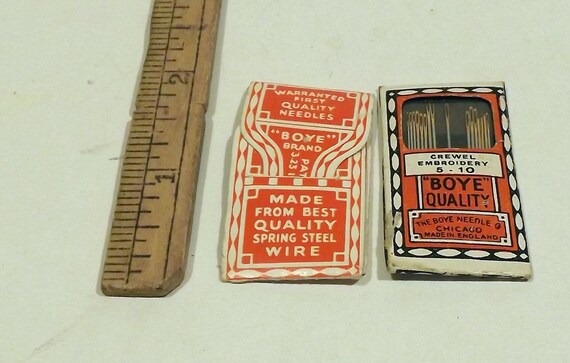 2
1
WARRANTED
FIRST
QUALITY
NEEDLES
"BOYE"
BRAND
PAT
MADE
FROM BEST
QUALITY
SPRING STEEL
WIRE
CREWEL
EMBROIDERY
5-10
"BOYE"
QUALITY
THE BOYE NEEDLE
CHICAGO
MADE IN ENGLAND